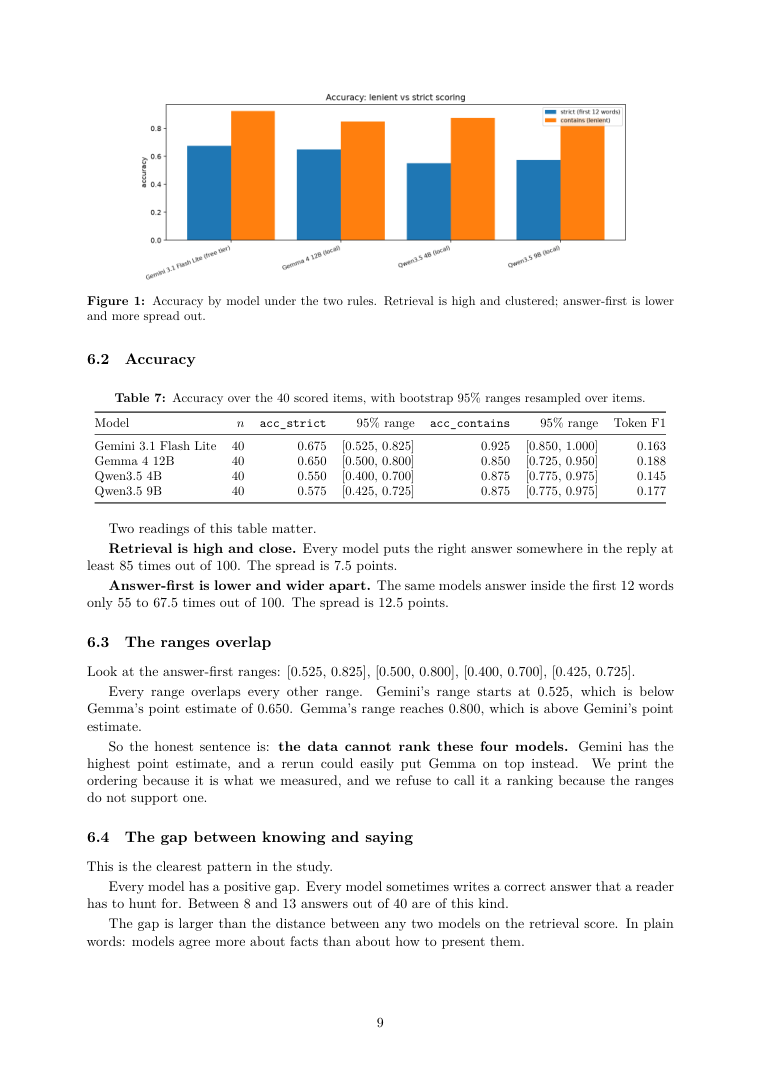 Accuracy: lenient vs strict scoring
strict (first 12 words)
contains (lenient)
accuracy
0.8
0.6
0.4
0.2
0.0
Gemini 3.1 Flash Lite (free tier)
Gemma 4 12B (local)
Qwen3.5 4B (local)
Qwen3.5 9B (local)
Figure 1: Accuracy by model under the two rules. Retrieval is high and clustered; answer-first is lower
and more spread out.
6.2 Accuracy
Table 7: Accuracy over the 40 scored items, with bootstrap 95% ranges resampled over items.
Model n acc_strict 95% range acc_contains 95% range Token F1
Gemini 3.1 Flash Lite 40 0.675 [0.525, 0.825] 0.925 [0.850, 1.000] 0.163
Gemma 4 12B 40 0.650 [0.500, 0.800] 0.850 [0.725, 0.950] 0.188
Qwen3.5 4B 40 0.550 [0.400, 0.700] 0.875 [0.775, 0.975] 0.145
Qwen3.5 9B 40 0.575 [0.425, 0.725] 0.875 [0.775, 0.975] 0.177
Two readings of this table matter.
Retrieval is high and close. Every model puts the right answer somewhere in the reply at
least 85 times out of 100. The spread is 7.5 points.
Answer-first is lower and wider apart. The same models answer inside the first 12 words
only 55 to 67.5 times out of 100. The spread is 12.5 points.
6.3 The ranges overlap
Look at the answer-first ranges: [0.525, 0.825], [0.500, 0.800], [0.400, 0.700], [0.425, 0.725].
Every range overlaps every other range. Gemini's range starts at 0.525, which is below
Gemma's point estimate of 0.650. Gemma's range reaches 0.800, which is above Gemini's point
estimate.
So the honest sentence is: the data cannot rank these four models. Gemini has the
highest point estimate, and a rerun could easily put Gemma on top instead. We print the
ordering because it is what we measured, and we refuse to call it a ranking because the ranges
do not support one.
6.4 The gap between knowing and saying
This is the clearest pattern in the study.
Every model has a positive gap. Every model sometimes writes a correct answer that a reader
has to hunt for. Between 8 and 13 answers out of 40 are of this kind.
The gap is larger than the distance between any two models on the retrieval score. In plain
words: models agree more about facts than about how to present them.
9